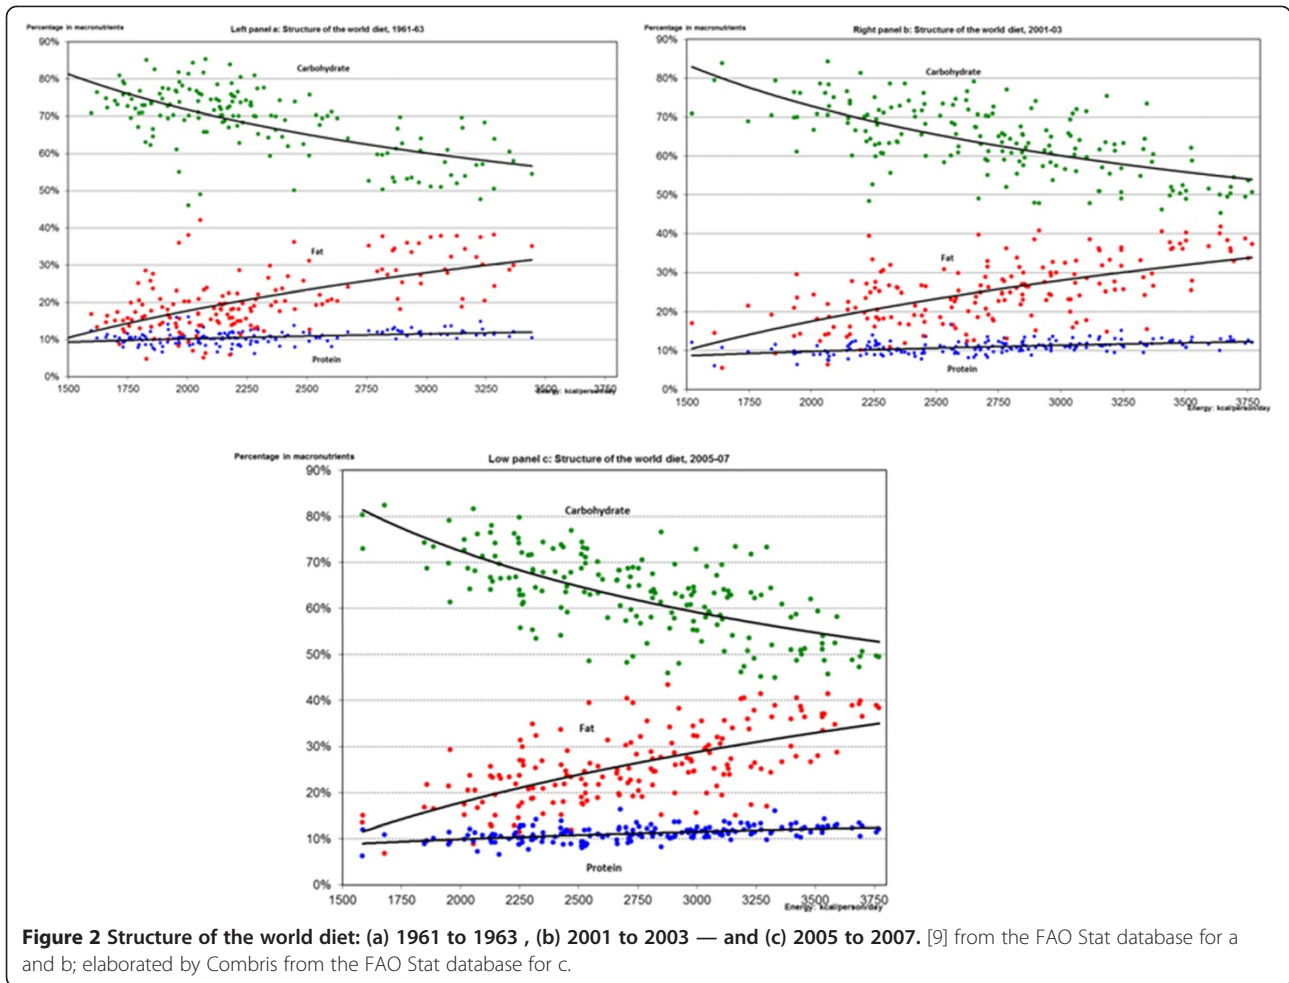 Percentage in macronutrients
Left panel a: Structure of the world diet, 1961-63
90%
80%
70%
60%
50%
40%
30%
20%
10%
0%
Carbohydrate
Fat
Protein
1500 1750 2000 2250 2500 2750 3000 3250 3500 3750
Energy: kcal/person/day
Percentage in macronutrients
Right panel b: Structure of the world diet, 2001-03
90%
80%
70%
60%
50%
40%
30%
20%
10%
0%
Carbohydrate
Fat
Protein
1500 1750 2000 2250 2500 2750 3000 3250 3500 3750
Energy: kcal/person/day
Percentage in macronutrients
Low panel c: Structure of the world diet, 2005-07
90%
80%
70%
60%
50%
40%
30%
20%
10%
0%
Carbohydrate
Fat
Protein
1500 1750 2000 2250 2500 2750 3000 3250 3500 3750
Energy: kcal/person/day
Figure 2 Structure of the world diet: (a) 1961 to 1963 , (b) 2001 to 2003 — and (c) 2005 to 2007. [9] from the FAO Stat database for a
and b; elaborated by Combris from the FAO Stat database for c.